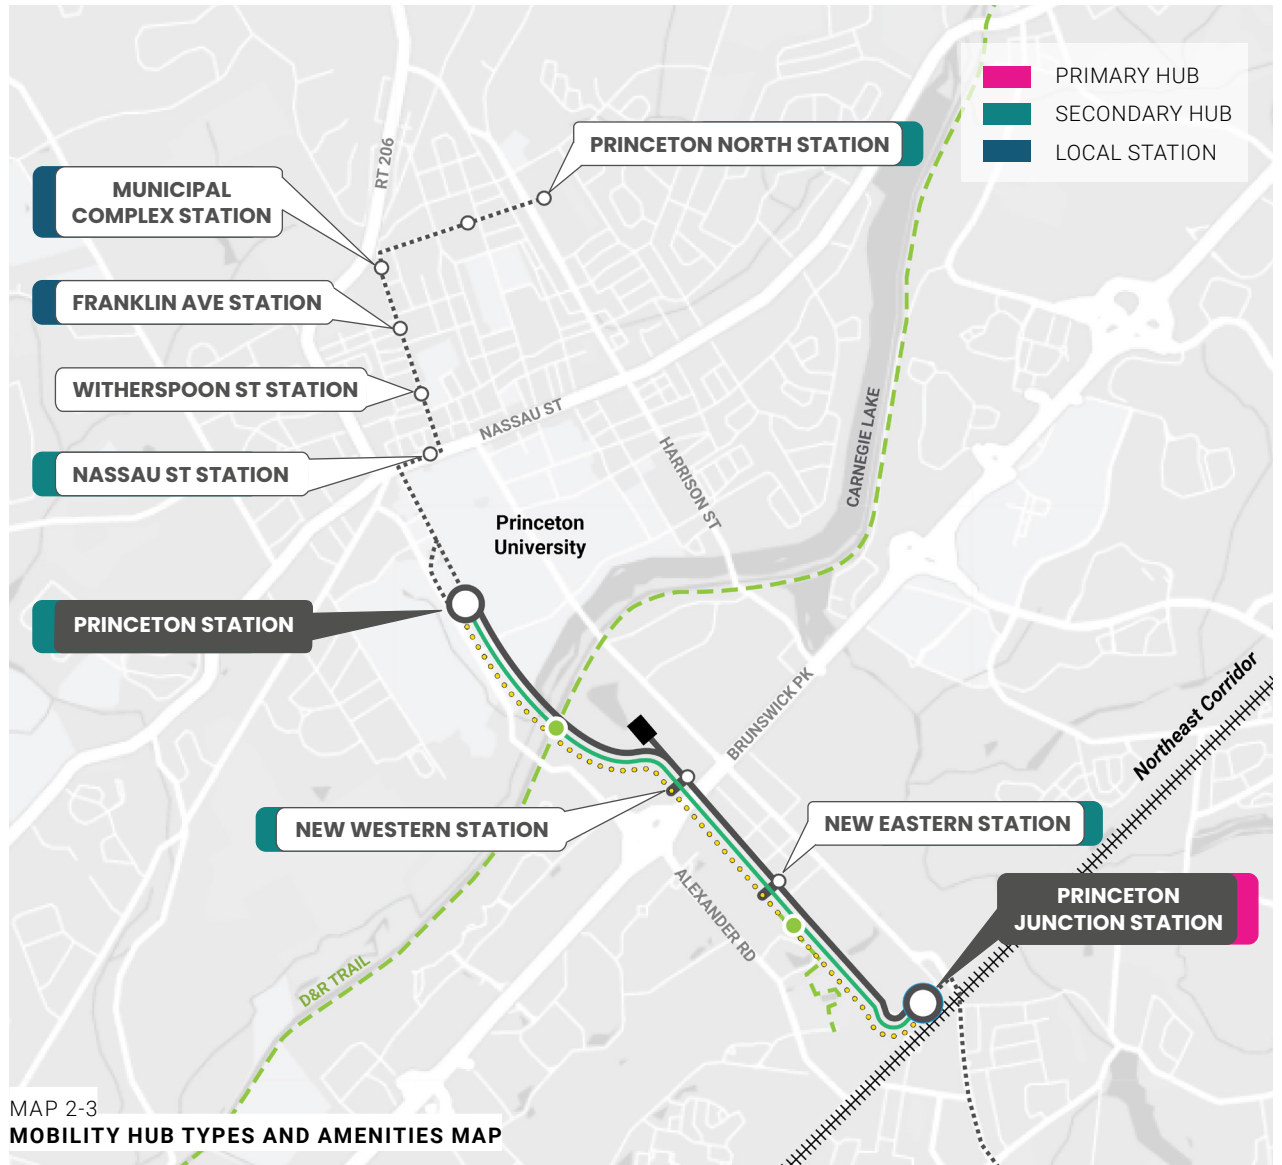 PRIMARY HUB
SECONDARY HUB
LOCAL STATION
RT 206
PRINCETON NORTH STATION
MUNICIPAL
COMPLEX STATION
FRANKLIN AVE STATION
WITHERSPOON ST STATION
NASSAU ST
NASSAU ST STATION
HARRISON ST
CARNEGIE LAKE
Princeton
University
PRINCETON STATION
BRUNSWICK PK
Northeast Corridor
NEW WESTERN STATION
NEW EASTERN STATION
ALEXANDER RD
PRINCETON
JUNCTION STATION
D&R TRAIL
MAP 2-3
MOBILITY HUB TYPES AND AMENITIES MAP